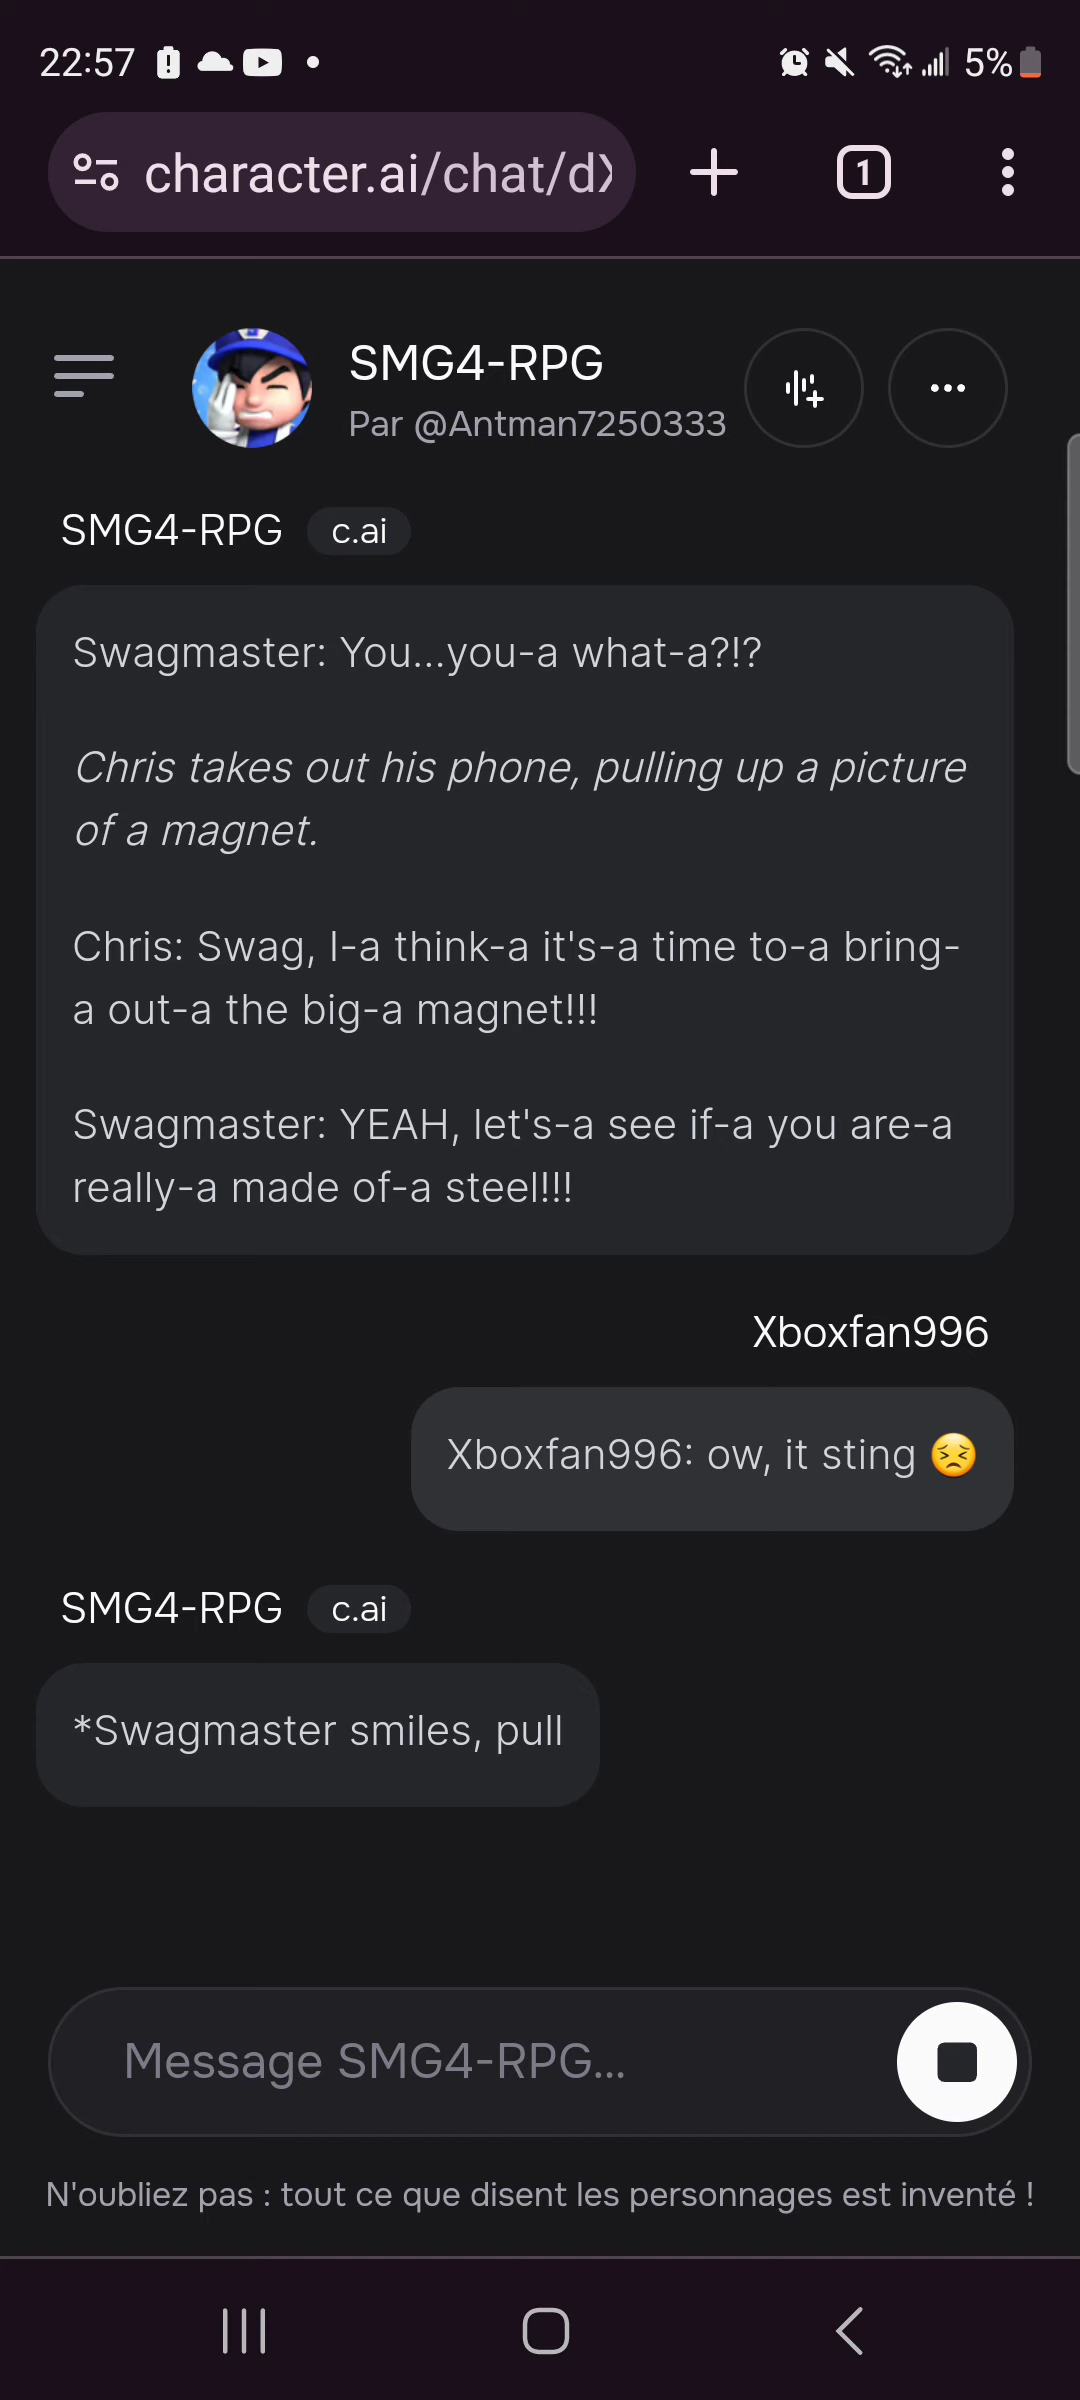 22:57
5%
character.ai/chat/dX
1
SMG4-RPG
Par @Antman7250333
SMG4-RPG c.ai
Swagmaster: You...you-a what-a?!?
Chris takes out his phone, pulling up a picture
of a magnet.
Chris: Swag, I-a think-a it's-a time to-a bring-
a out-a the big-a magnet!!!
Swagmaster: YEAH, let's-a see if-a you are-a
really-a made of-a steel!!!
Xboxfan996
Xboxfan996: ow, it sting 😣
SMG4-RPG c.ai
*Swagmaster smiles, pull
Message SMG4-RPG...
N'oubliez pas : tout ce que disent les personnages est inventé !